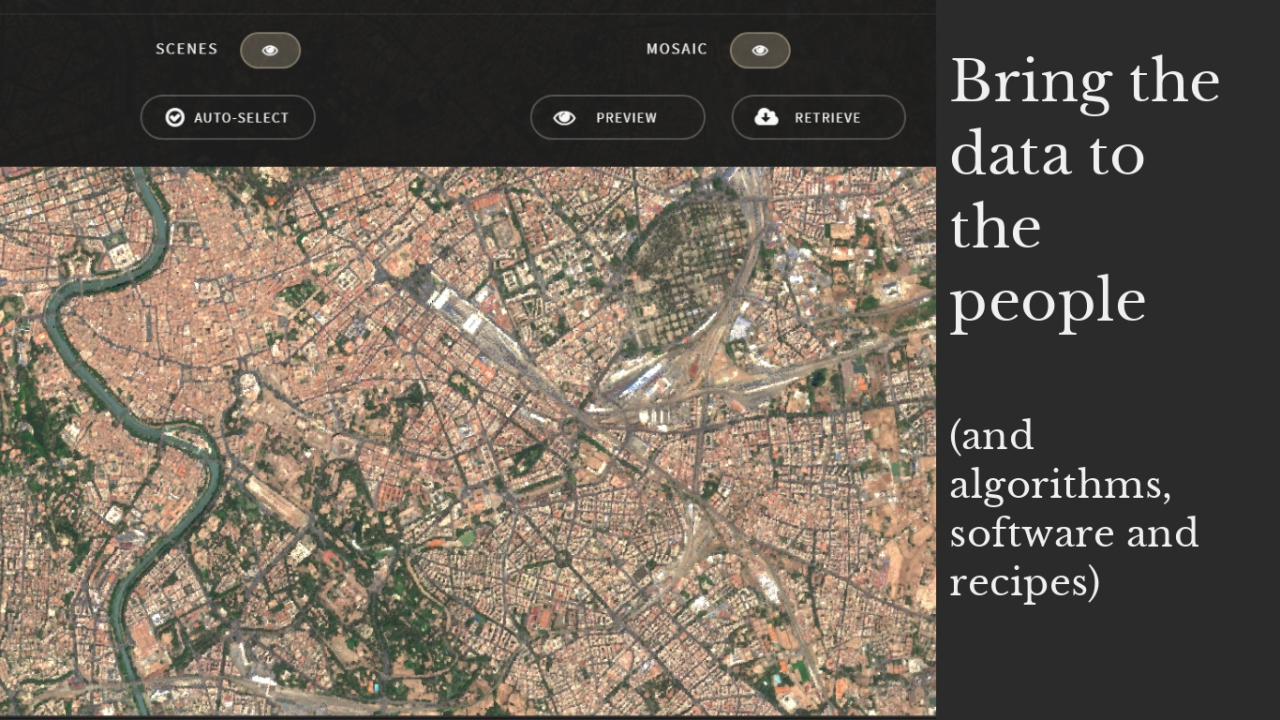 SCENES
MOSAIC
AUTO-SELECT
PREVIEW
RETRIEVE
Bring the
data to
the
people
(and
algorithms,
software and
recipes)